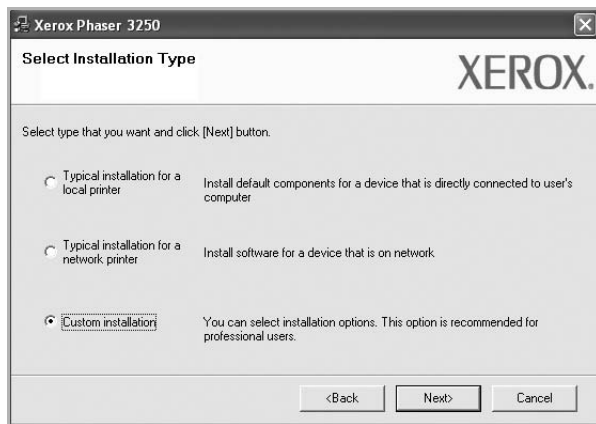 Xerox Phaser 3250
Select Installation Type
XEROX.
Select type that you want and click [Next] button.
Typical installation for a
local printer
Install default components for a device that is directly connected to user's
computer
Typical installation for a
network printer
Install software for a device that is on network
Custom installation
You can select installation options. This option is recommended for
professional users.
<Back
Next>
Cancel